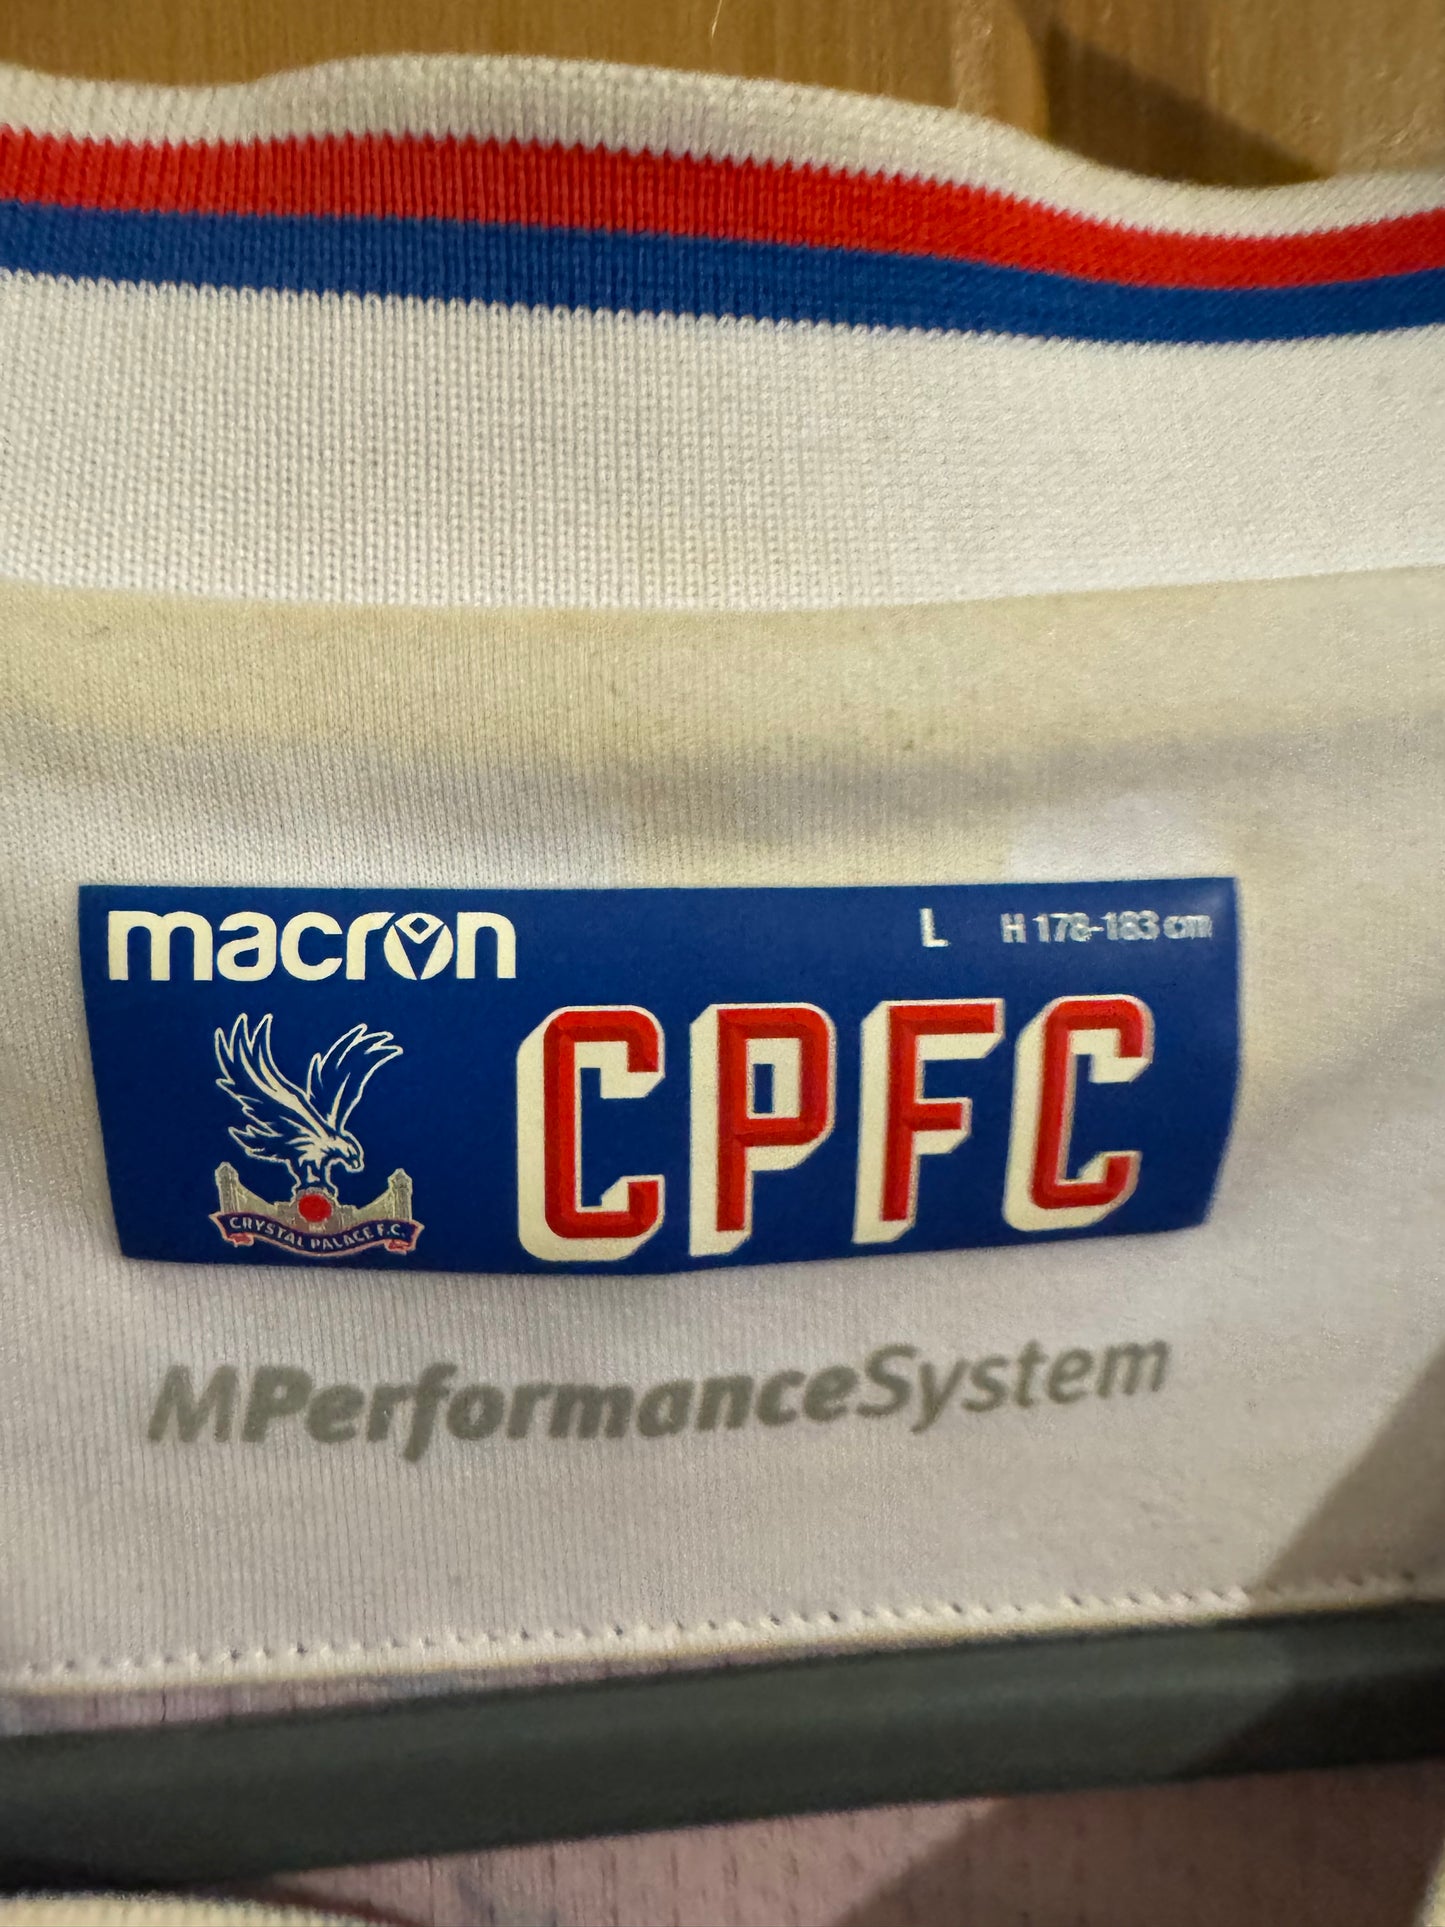 macron
L H 178-183 cm
CPFC
CRYSTAL PALACE F.C.
MPerformanceSystem